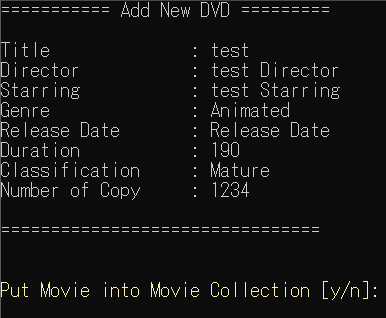 =========== Add New DVD =========
Title : test
Director : test Director
Starring : test Starring
Genre : Animated
Release Date : Release Date
Duration : 190
Classification : Mature
Number of Copy : 1234
================================
Put Movie into Movie Collection [y/n]: